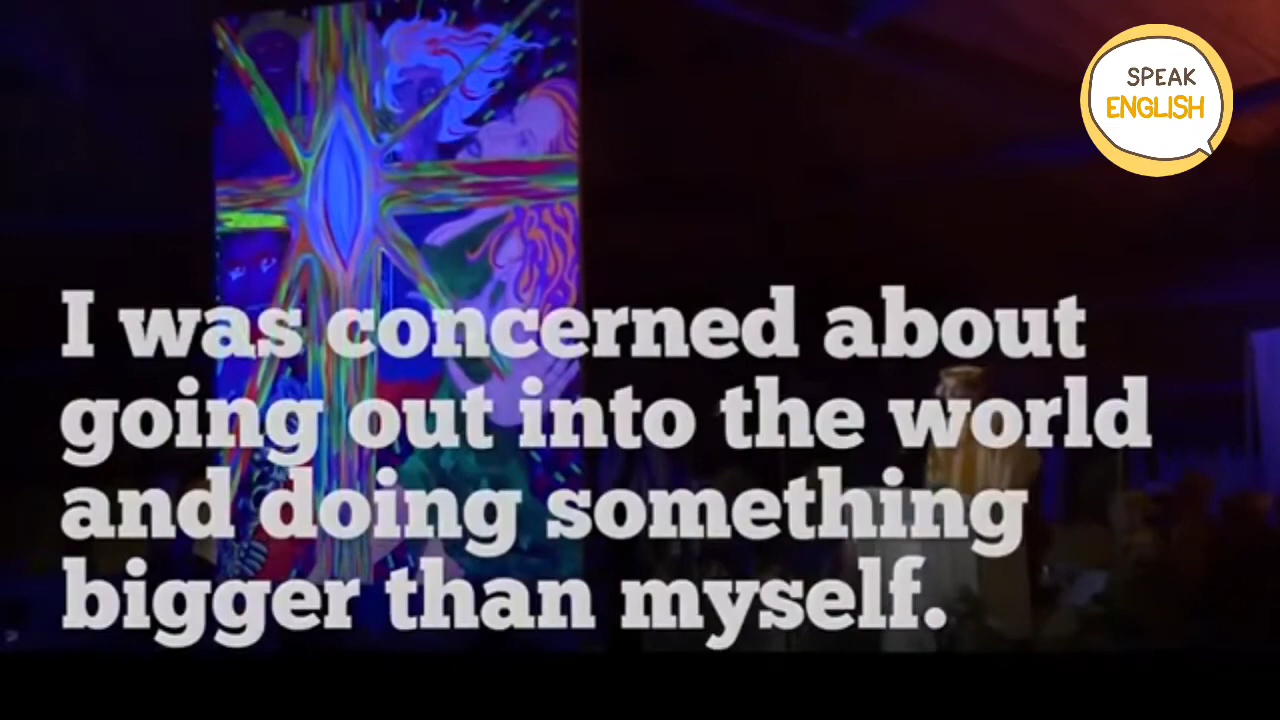 SPEAK
ENGLISH
I was concerned about
going out into the world
and doing something
bigger than myself.